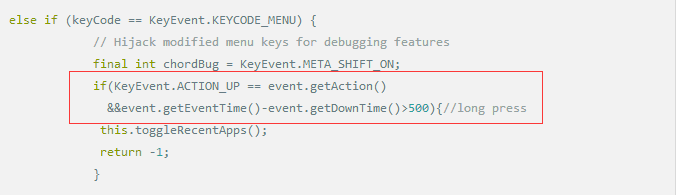 else if (keyCode == KeyEvent.KEYCODE_MENU) {
// Hijack modified menu keys for debugging features
final int chordBug = KeyEvent.META_SHIFT_ON;
if(KeyEvent.ACTION_UP == event.getAction()
&&event.getEventTime()-event.getDownTime()>500){//long press
this.toggleRecentApps();
return -1;
}